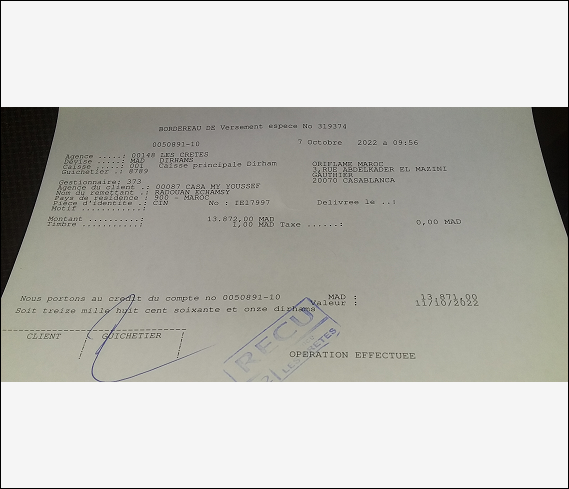 BORDEREAU DE Versement espece No 319374
0050891-10 7 Octobre 2022 a 09:56
Agence .....: 00148 LES CRETES
Devise .....: MAD DIRHAMS
Caisse .....: 001 Caisse principale Dirham
Guichetier .: 8789
ORIFLAME MAROC
3,RUE ABDELKADER EL MAZINI
GAUTHIER
20070 CASABLANCA
Gestionnaire: 373
Agence du client .: 00087 CASA MY YOUSSEF
Nom du remettant .: RADOUAN ECHAMSY
Pays de residence : 900 - MAROC
Pièce d'identite .: CIN No : IE17997 Delivree le ..:
Motif ...........:
Montant ..........: 13.872,00 MAD
Timbre ...........: 1,00 MAD Taxe ......: 0,00 MAD
Nous portons au credit du compte no 0050891-10 MAD : 13.871,00
Valeur : 11/10/2022
Soit treize mille huit cent soixante et onze dirhams
CLIENT GUICHETIER
RECU
LES CRETES
OPERATION EFFECTUEE